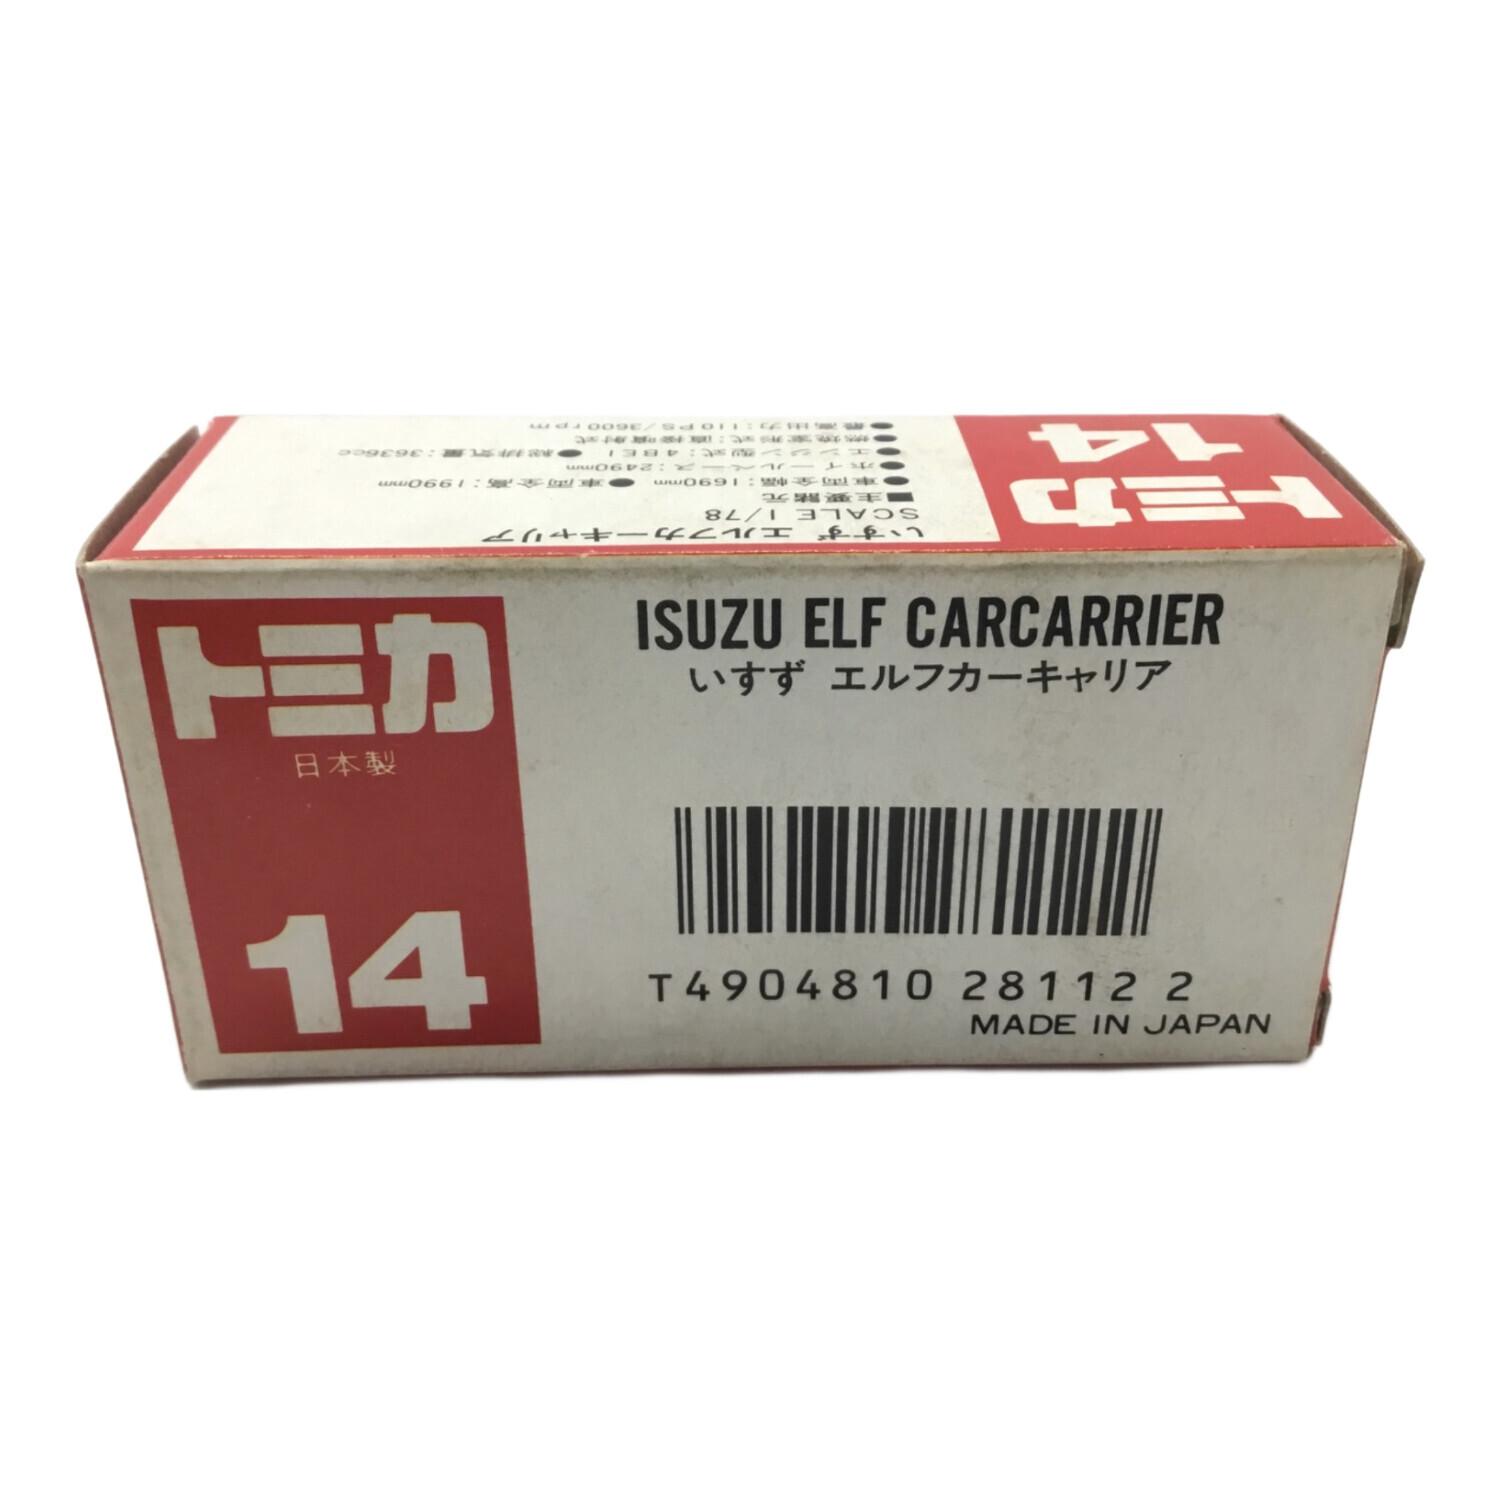 トミカ
14
いすゞ エルフカーキャリア
SCALE 1/78
■主要諸元
●車両全幅：1690mm ●車両全高：1990mm
●ホイールベース：2490mm
●エンジン型式：4BE1 ●総排気量：3636cc
●燃焼室形式：直接噴射式
●最高出力：110PS/3600rpm
トミカ
日本製
14
ISUZU ELF CARCARRIER
いすず エルフカーキャリア
T4904810 28112 2
MADE IN JAPAN